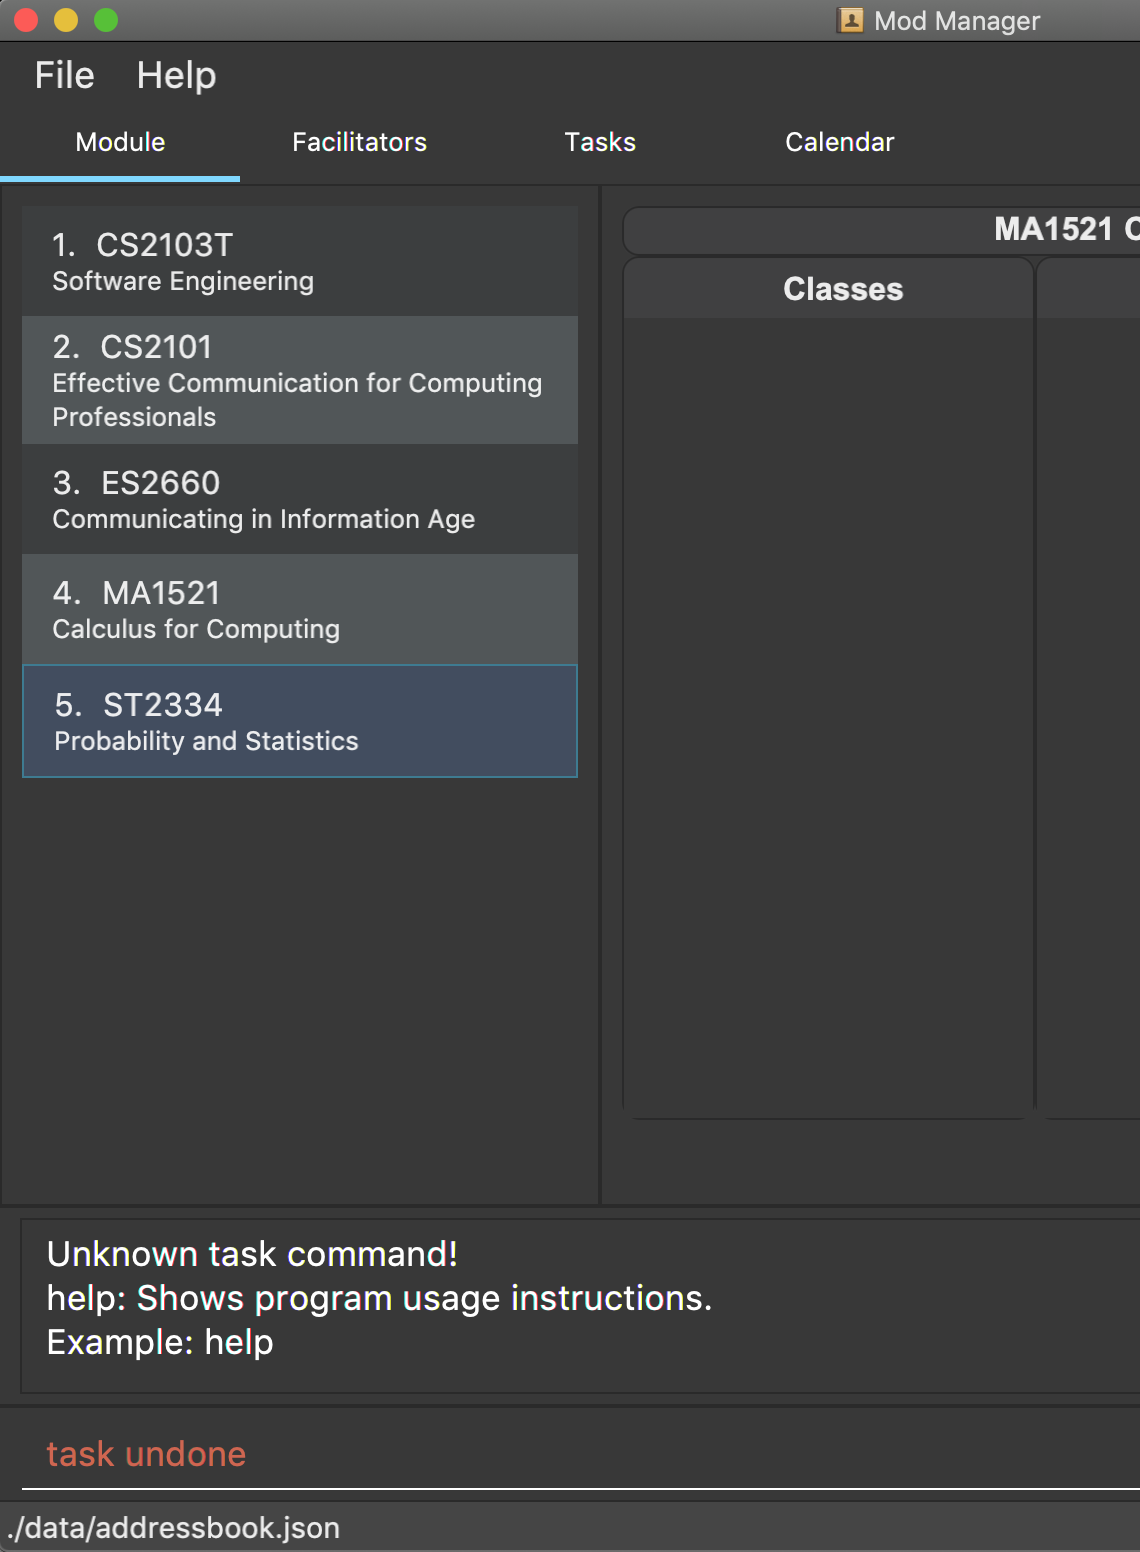 Mod Manager
File Help
Module Facilitators Tasks Calendar
1. CS2103T
Software Engineering
2. CS2101
Effective Communication for Computing
Professionals
3. ES2660
Communicating in Information Age
4. MA1521
Calculus for Computing
5. ST2334
Probability and Statistics
MA1521
Classes
Unknown task command!
help: Shows program usage instructions.
Example: help
task undone
./data/addressbook.json